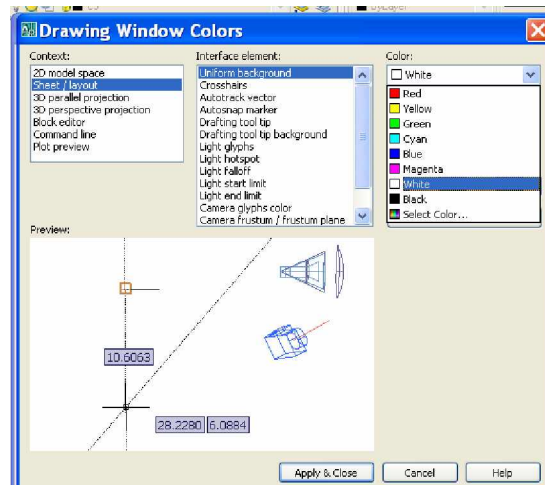 Drawing Window Colors
Context:
2D model space
Sheet / layout
3D parallel projection
3D perspective projection
Block editor
Command line
Plot preview
Interface element:
Uniform background
Crosshairs
Autotrack vector
Autosnap marker
Drafting tool tip
Drafting tool tip background
Light glyphs
Light hotspot
Light falloff
Light start limit
Light end limit
Camera glyphs color
Camera frustum / frustum plane
Color:
White
Red
Yellow
Green
Cyan
Blue
Magenta
White
Black
Select Color...
Preview:
10.6063
28.2280 6.0884
Apply & Close Cancel Help